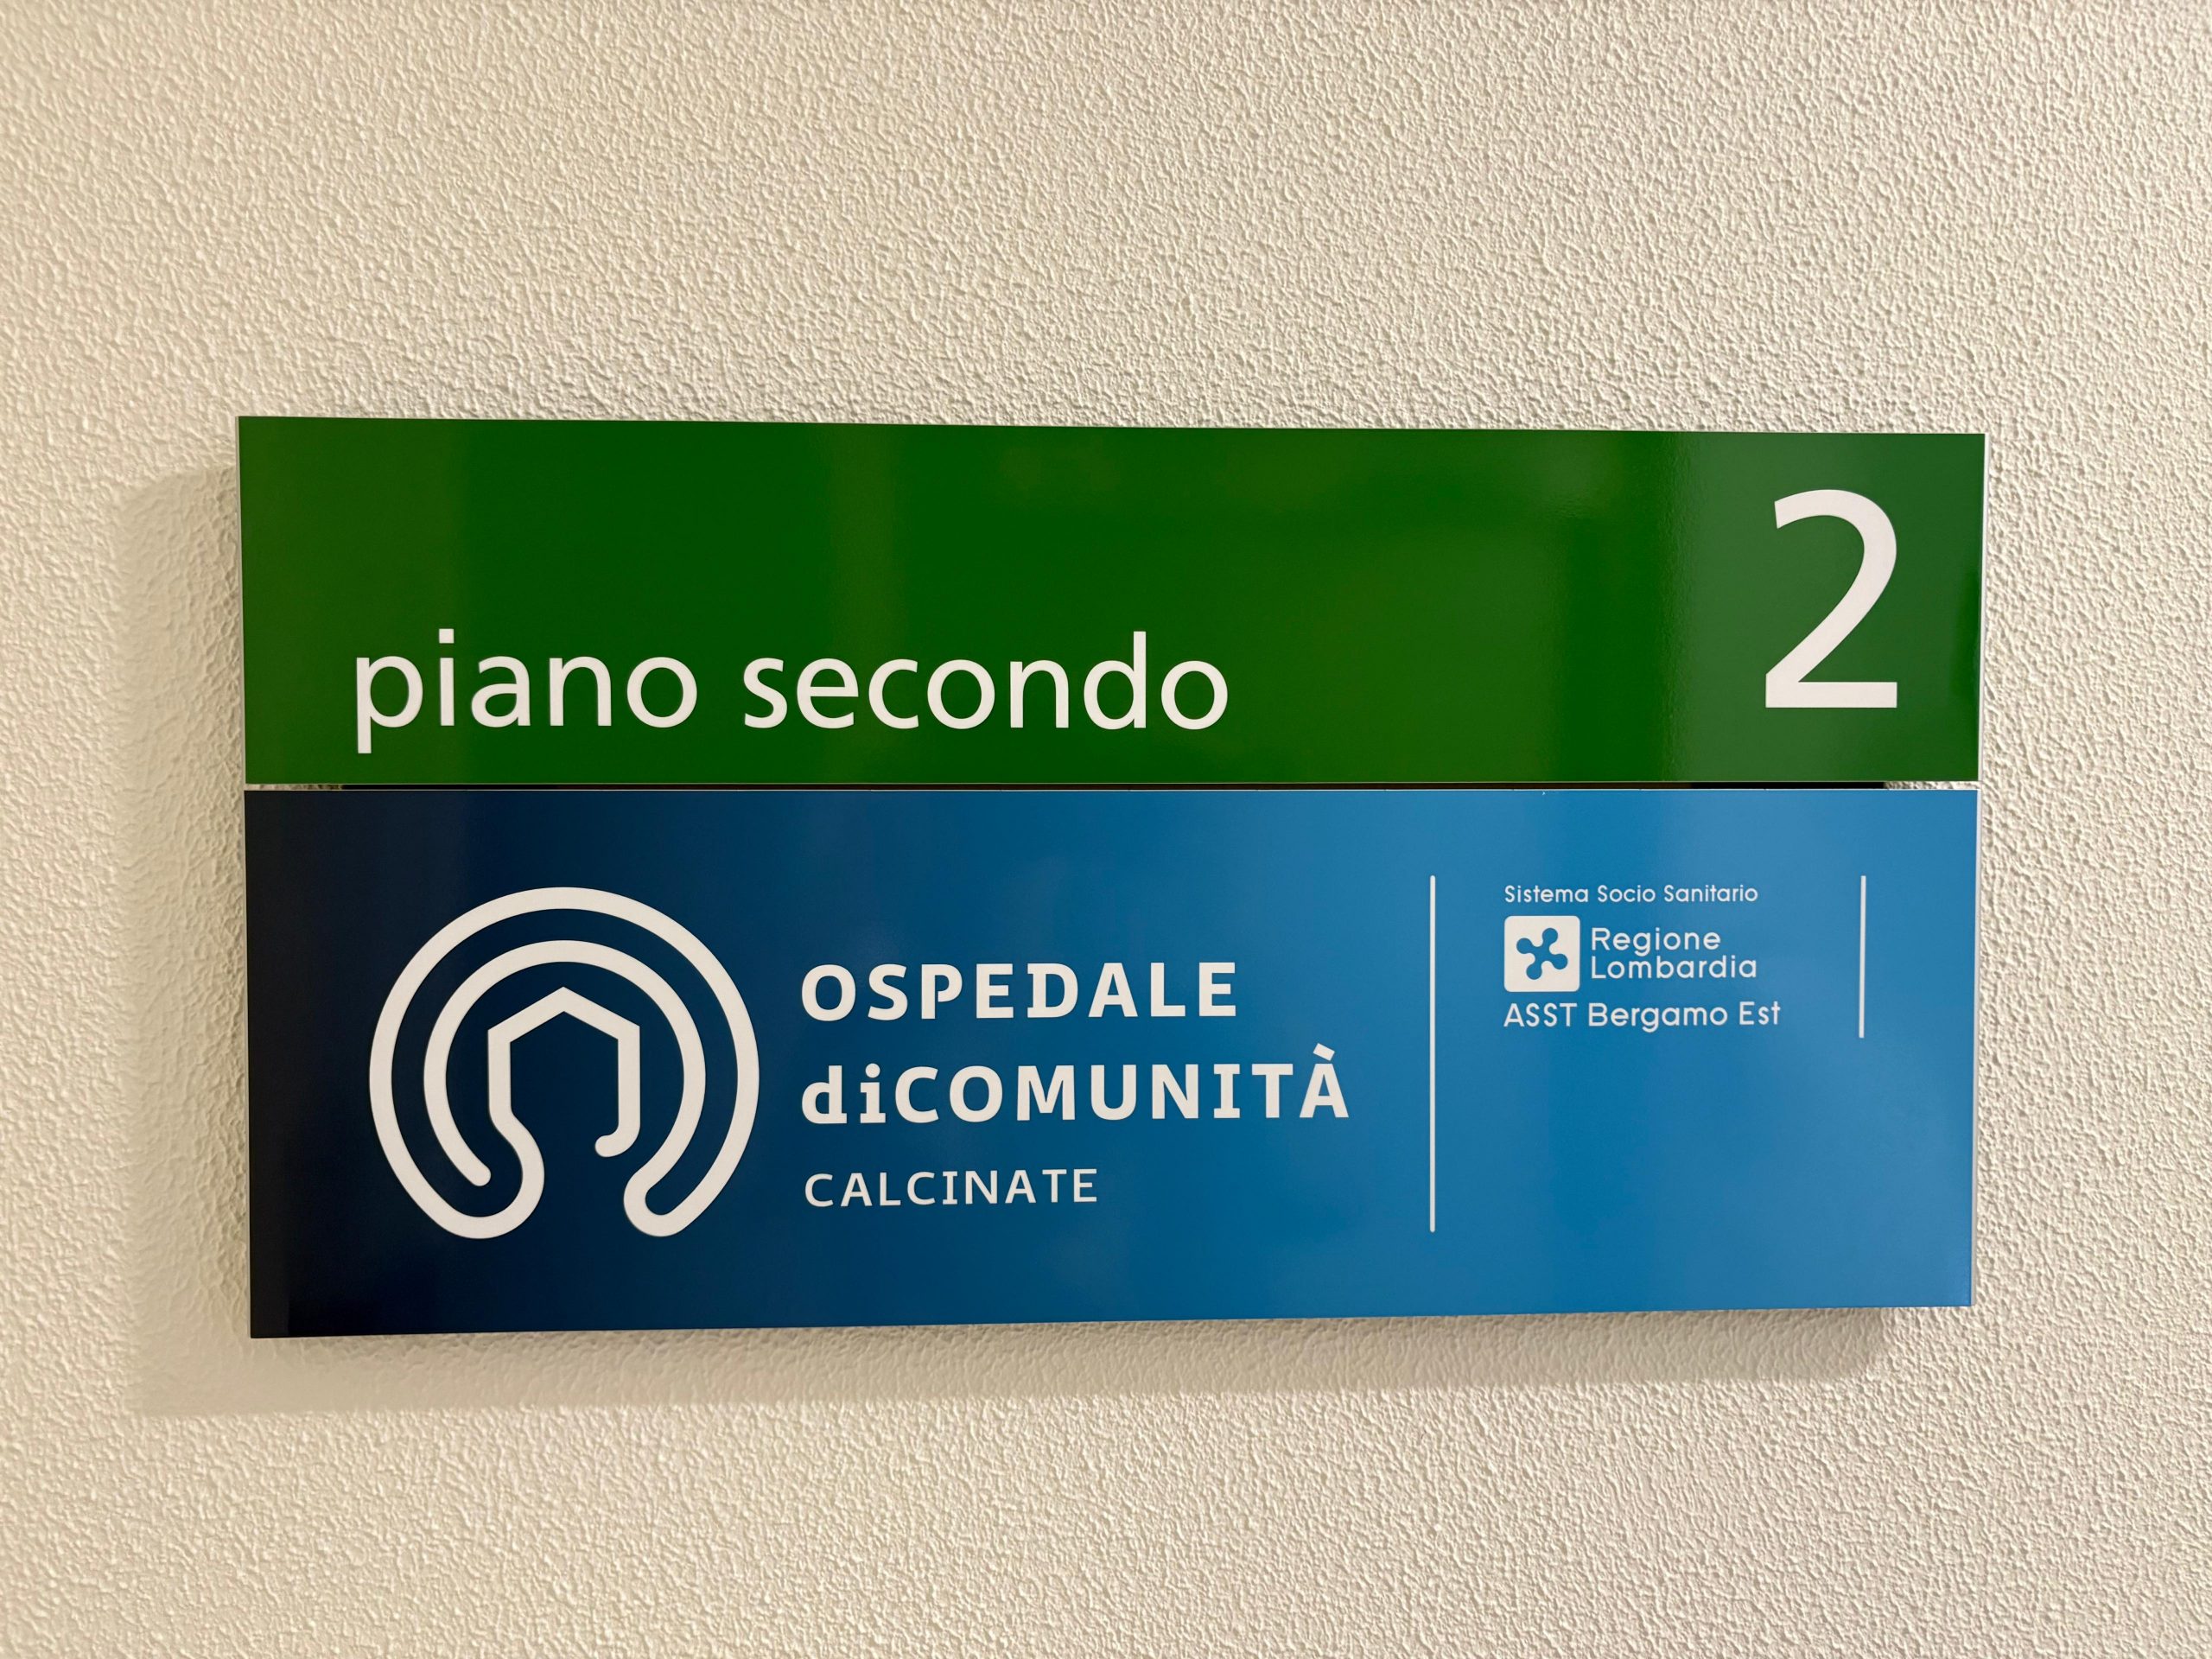 piano secondo 2
OSPEDALE
diCOMUNITÀ
CALCINATE
Sistema Socio Sanitario
Regione
Lombardia
ASST Bergamo Est